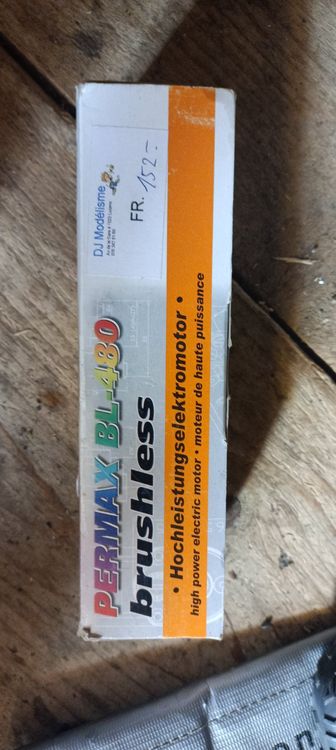 PERMAX BL-480
brushless
• Hochleistungselektromotor •
high power electric motor • moteur de haute puissance
DJ Modélisme
FR. 152.-